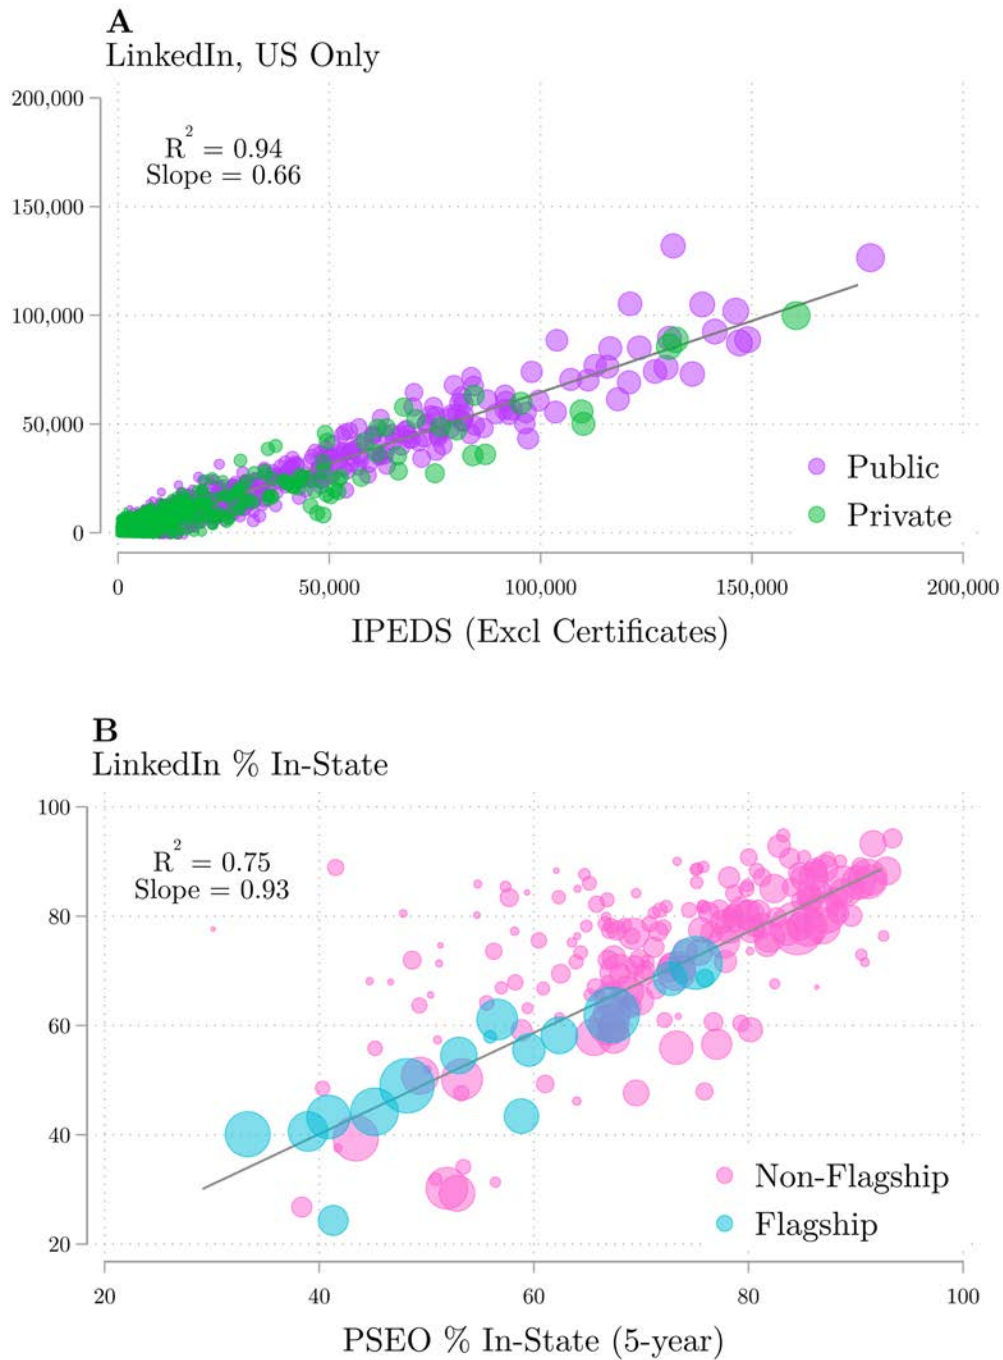 A
LinkedIn, US Only
200,000
R² = 0.94
Slope = 0.66
150,000
100,000
50,000
0
Public
Private
0 50,000 100,000 150,000 200,000
IPEDS (Excl Certificates)
B
LinkedIn % In-State
100
R² = 0.75
Slope = 0.93
80
60
40
20
Non-Flagship
Flagship
20 40 60 80 100
PSEO % In-State (5-year)